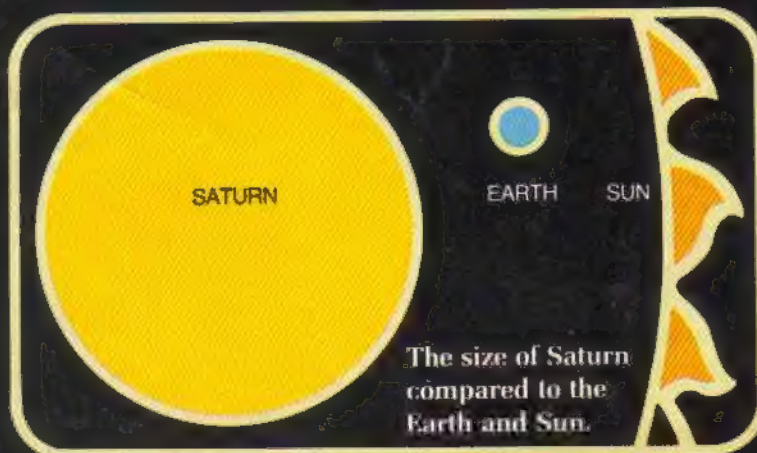 SATURN
EARTH
SUN
The size of Saturn
compared to the
Earth and Sun.